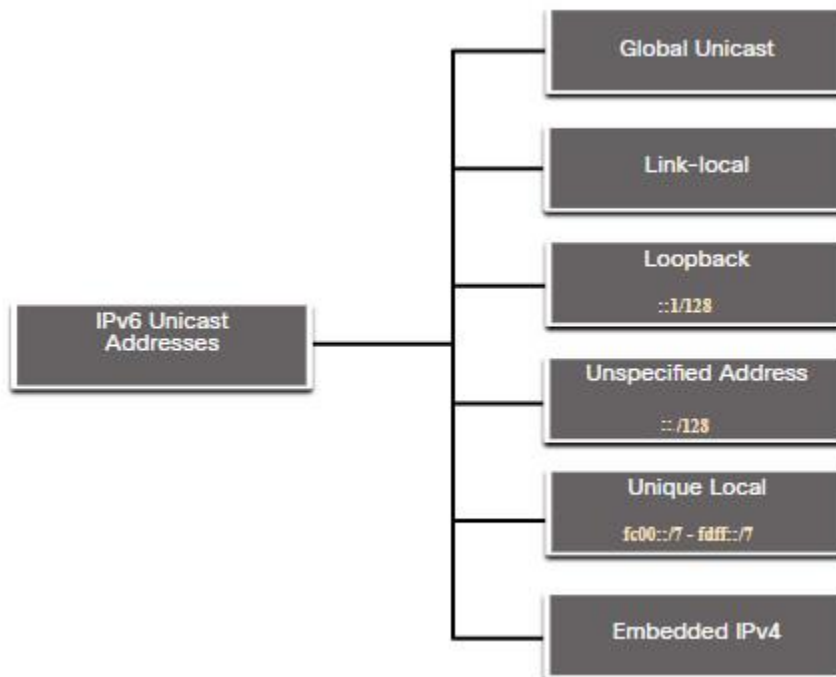 Global Unicast
Link-local
Loopback
::1/128
IPv6 Unicast
Addresses
Unspecified Address
::/128
Unique Local
fc00::/7 - fdff::/7
Embedded IPv4